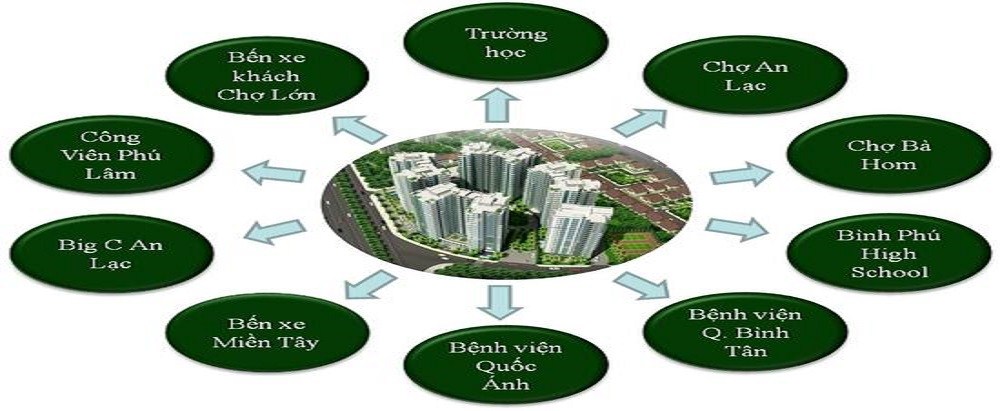 Trường
học
Bến xe
khách
Chợ Lớn
Chợ An
Lạc
Công
Viên Phú
Lâm
Chợ Bà
Hom
Big C An
Lạc
Bình Phú
High
School
Bến xe
Miền Tây
Bệnh viện
Quốc
Ánh
Bệnh viện
Q. Bình
Tân